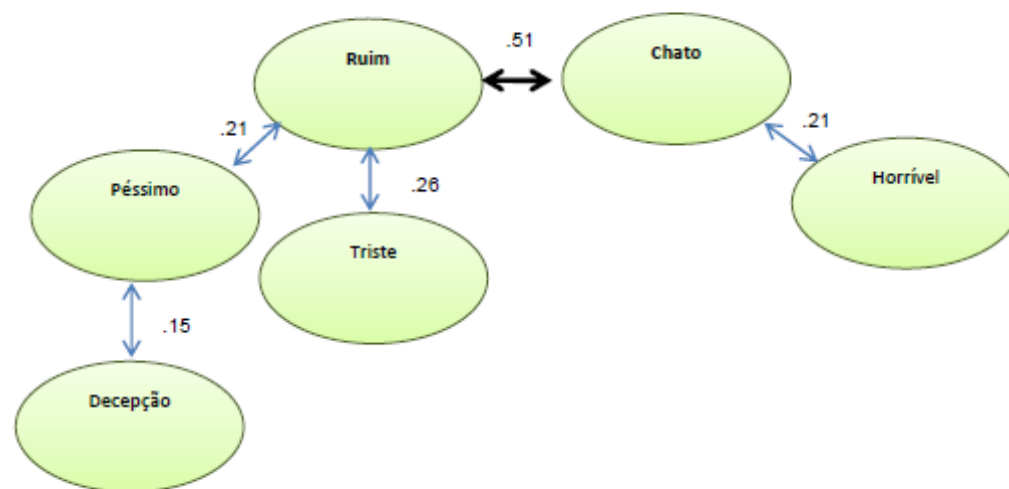 .51
Ruim
Chato
.21
.21
Péssimo
Horrível
.26
Triste
.15
Decepção